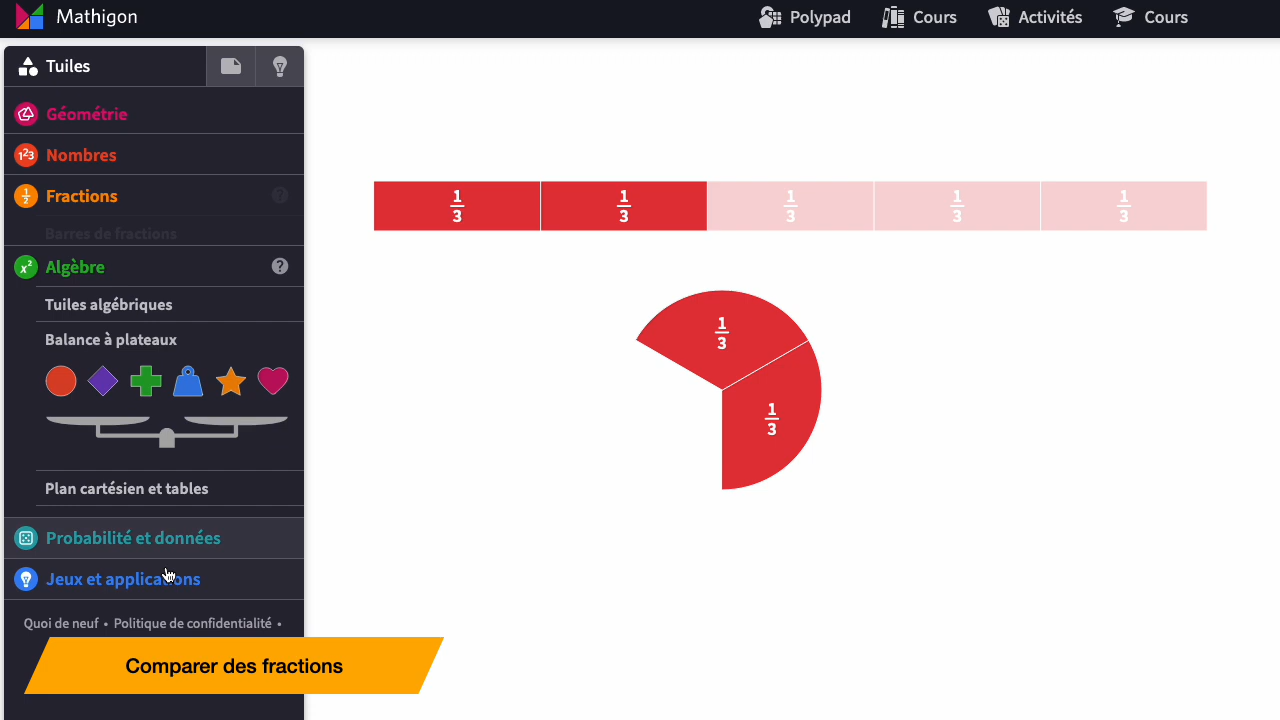 Mathigon
Polypad
Cours
Activités
Cours
Tuiles
Géométrie
Nombres
Fractions
Barres de fractions
Algèbre
Tuiles algébriques
Balance à plateaux
Plan cartésien et tables
Probabilité et données
Jeux et applications
Quoi de neuf • Politique de confidentialité •
Comparer des fractions
1/3 1/3 1/3 1/3 1/3
1/3
1/3